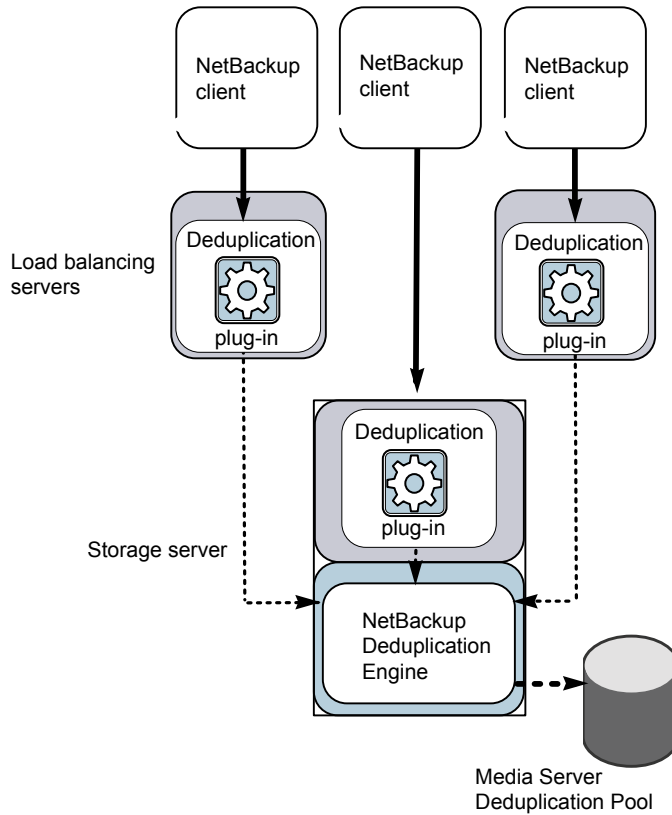 NetBackup
client
NetBackup
client
NetBackup
client
Load balancing
servers
Deduplication
plug-in
Deduplication
plug-in
Storage server
Deduplication
plug-in
NetBackup
Deduplication
Engine
Media Server
Deduplication Pool